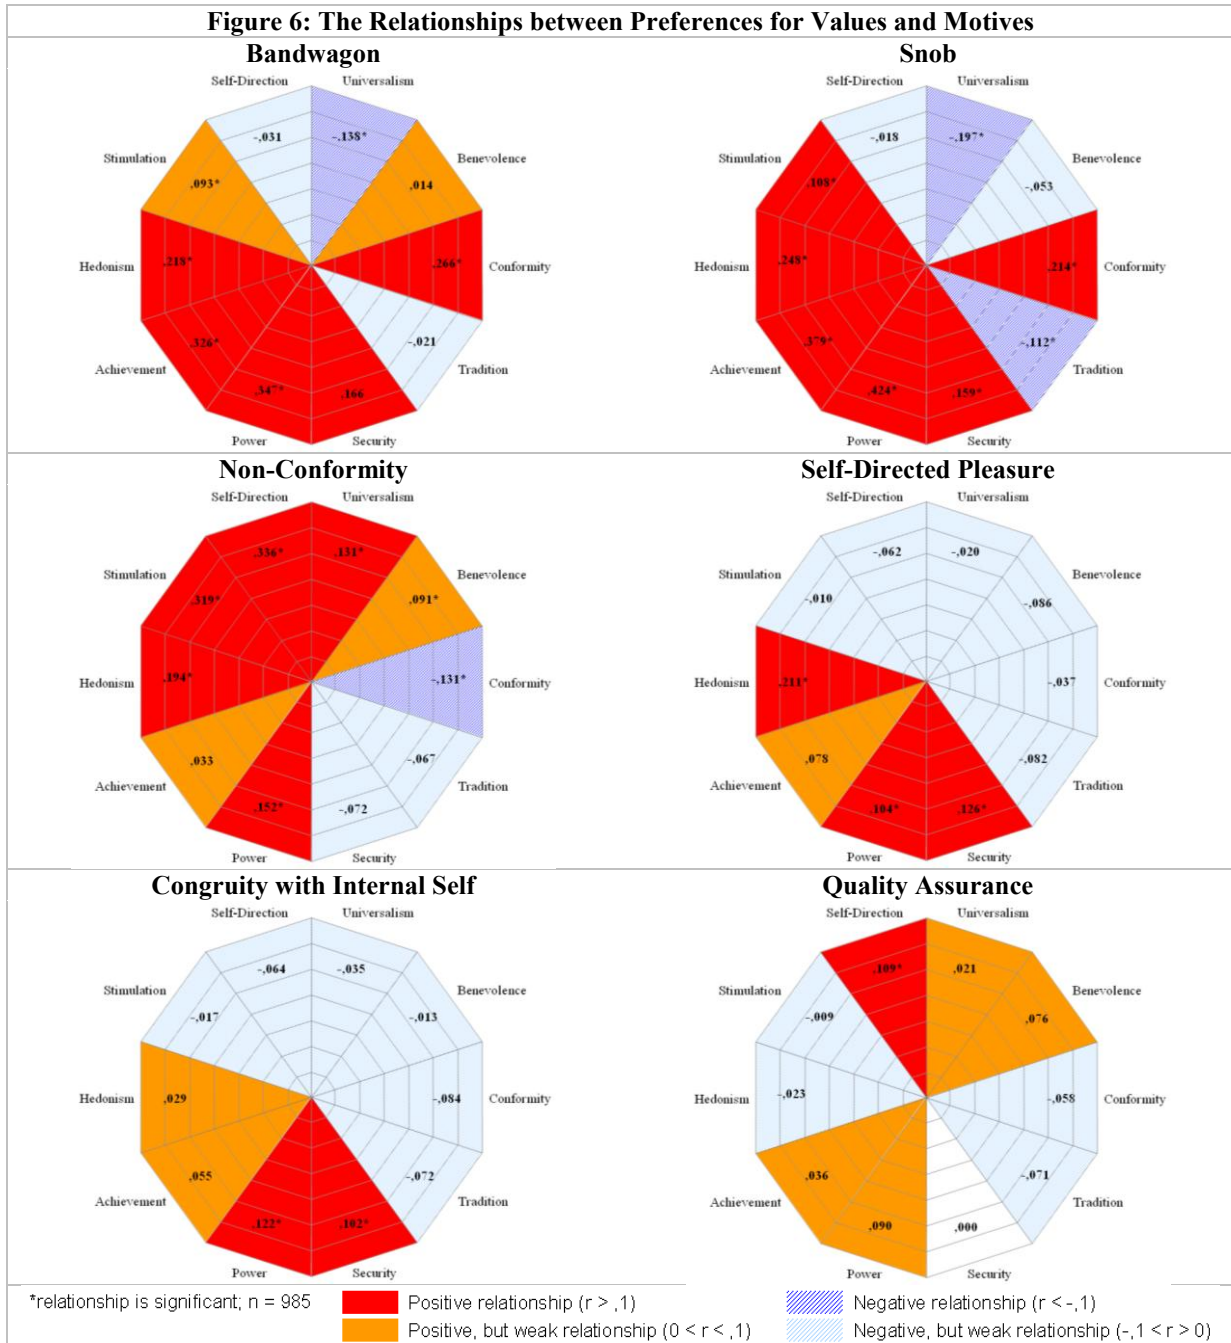 Figure 6: The Relationships between Preferences for Values and Motives
Bandwagon
Self-Direction Universalism
-,031 -,138*
Stimulation Benevolence
,093* ,014
Hedonism ,218* ,266* Conformity
,326* -,021
Achievement Tradition
,347* ,166
Power Security
Snob
Self-Direction Universalism
-,018 -,197*
Stimulation Benevolence
,108* -,053
Hedonism ,248* ,214* Conformity
,379* -,112*
Achievement Tradition
,424* ,159*
Power Security
Non-Conformity
Self-Direction Universalism
,336* ,131*
Stimulation Benevolence
,319* ,091*
Hedonism ,194* -,131* Conformity
,033 -,067
Achievement Tradition
,152* -,072
Power Security
Self-Directed Pleasure
Self-Direction Universalism
-,062 -,020
Stimulation Benevolence
-,010 -,086
Hedonism ,211* -,037 Conformity
,078 -,082
Achievement Tradition
,104* ,126*
Power Security
Congruity with Internal Self
Self-Direction Universalism
-,064 -,035
Stimulation Benevolence
-,017 -,013
Hedonism ,029 -,084 Conformity
,055 -,072
Achievement Tradition
,122* ,102*
Power Security
Quality Assurance
Self-Direction Universalism
,109* ,021
Stimulation Benevolence
-,009 ,076
Hedonism -,023 -,058 Conformity
,036 -,071
Achievement Tradition
,090 ,000
Power Security
*relationship is significant; n = 985
Positive relationship (r > ,1)
Negative relationship (r < -,1)
Positive, but weak relationship (0 < r < ,1)
Negative, but weak relationship (-,1 < r > 0)